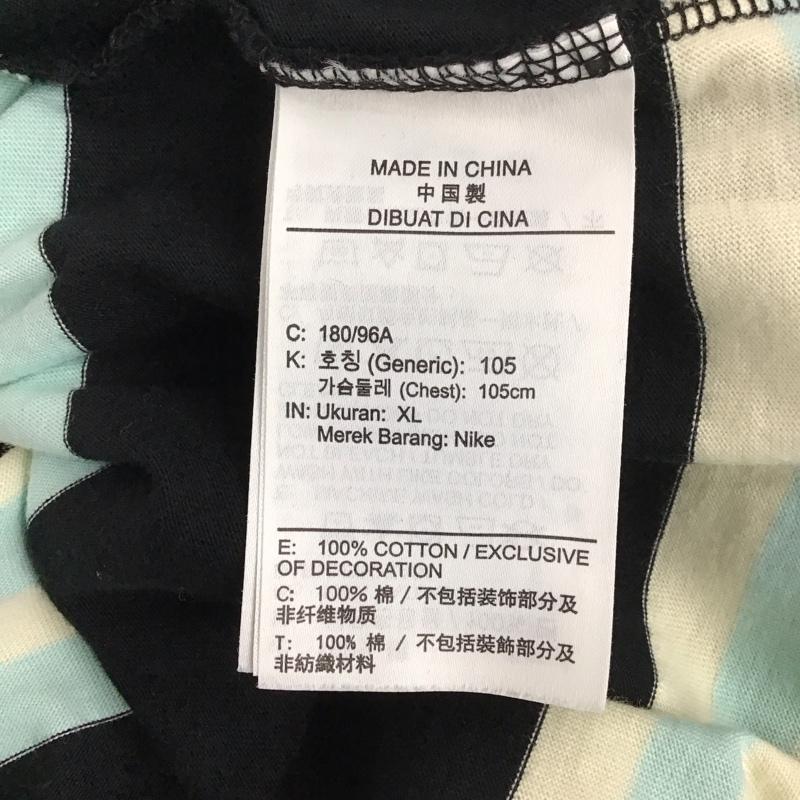 MADE IN CHINA
中国製
DIBUAT DI CINA
C: 180/96A
K: 호칭 (Generic): 105
가슴둘레 (Chest): 105cm
IN: Ukuran: XL
Merek Barang: Nike
E: 100% COTTON / EXCLUSIVE
OF DECORATION
C: 100% 棉 / 不包括装饰部分及
非纤维物质
T: 100% 棉 / 不包括裝飾部分及
非紡織材料